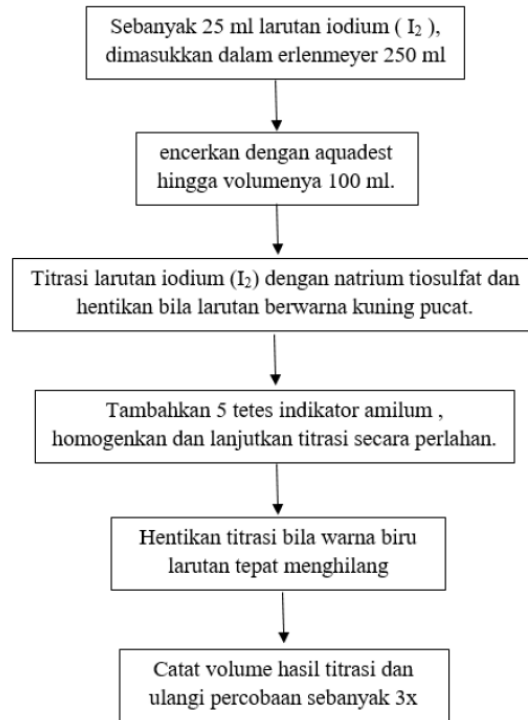 Sebanyak 25 ml larutan iodium ( I₂ ),
dimasukkan dalam erlenmeyer 250 ml
encerkan dengan aquadest
hingga volumenya 100 ml.
Titrasi larutan iodium (I₂) dengan natrium tiosulfat dan
hentikan bila larutan berwarna kuning pucat.
Tambahkan 5 tetes indikator amilum ,
homogenkan dan lanjutkan titrasi secara perlahan.
Hentikan titrasi bila warna biru
larutan tepat menghilang
Catat volume hasil titrasi dan
ulangi percobaan sebanyak 3x